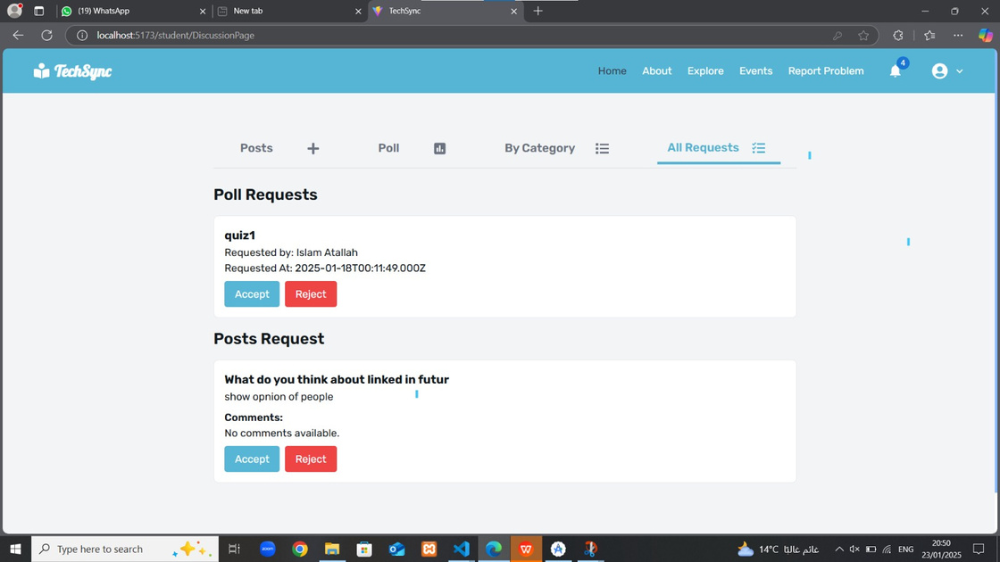 (19) WhatsApp
New tab
TechSync
localhost:5173/student/DiscussionPage
TechSync
Home
About
Explore
Events
Report Problem
4
Posts
Poll
By Category
All Requests
Poll Requests
quiz1
Requested by: Islam Atallah
Requested At: 2025-01-18T00:11:49.000Z
Accept
Reject
Posts Request
What do you think about linked in futur
show opnion of people
Comments:
No comments available.
Accept
Reject
Type here to search
zoom
14°C غائم غالبًا
ENG
20:50
23/01/2025